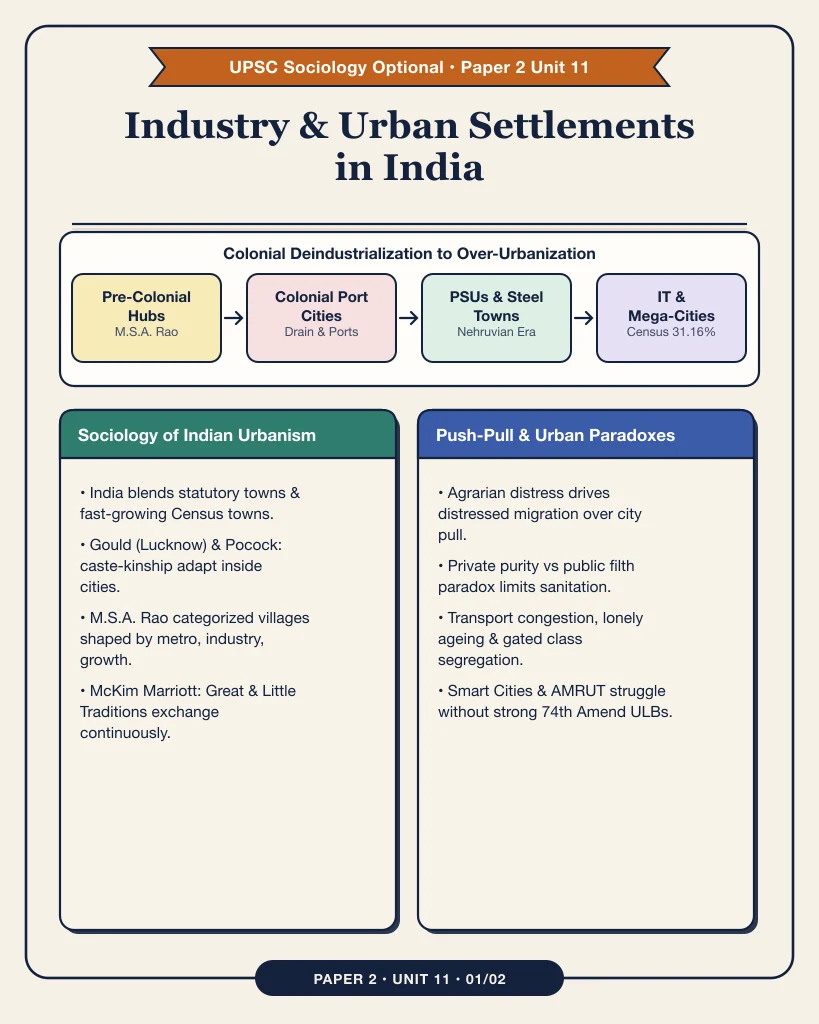 UPSC Sociology Optional • Paper 2 Unit 11
Industry & Urban Settlements
in India
Colonial Deindustrialization to Over-Urbanization
Pre-Colonial
Hubs
M.S.A. Rao
Colonial Port
Cities
Drain & Ports
PSUs & Steel
Towns
Nehruvian Era
IT &
Mega-Cities
Census 31.16%
Sociology of Indian Urbanism
• India blends statutory towns &
fast-growing Census towns.
• Gould (Lucknow) & Pocock:
caste-kinship adapt inside
cities.
• M.S.A. Rao categorized villages
shaped by metro, industry,
growth.
• McKim Marriott: Great & Little
Traditions exchange
continuously.
Push-Pull & Urban Paradoxes
• Agrarian distress drives
distressed migration over city
pull.
• Private purity vs public filth
paradox limits sanitation.
• Transport congestion, lonely
ageing & gated class
segregation.
• Smart Cities & AMRUT struggle
without strong 74th Amend ULBs.
PAPER 2 • UNIT 11 • 01/02